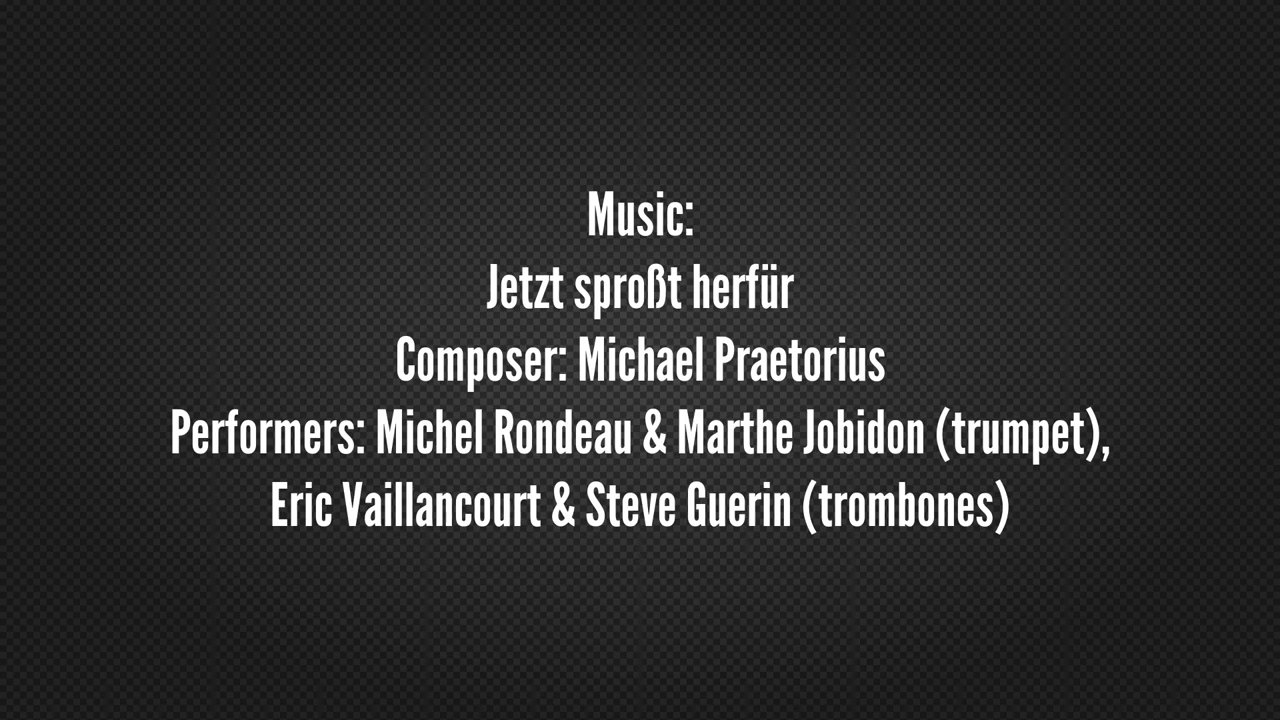 Music:
Jetzt sproßt herfür
Composer: Michael Praetorius
Performers: Michel Rondeau & Marthe Jobidon (trumpet),
Eric Vaillancourt & Steve Guerin (trombones)